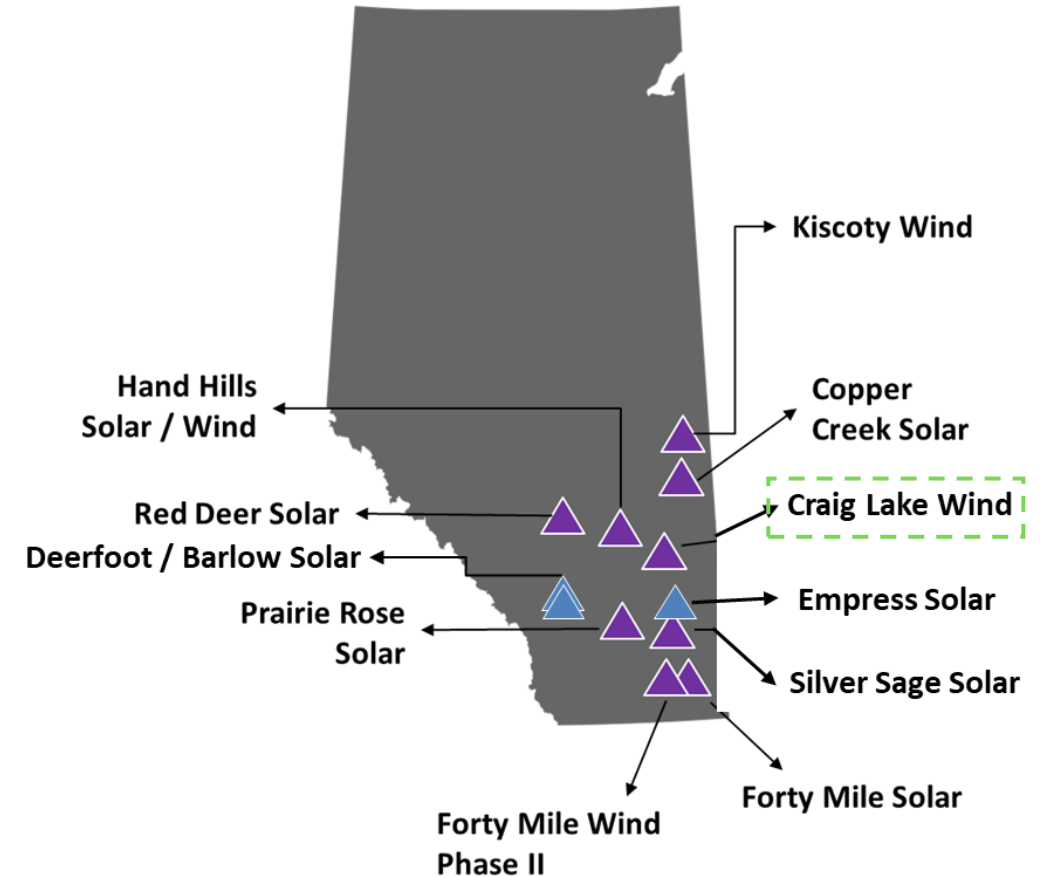 Kiscoty Wind
Hand Hills
Solar / Wind
Copper
Creek Solar
Red Deer Solar
Craig Lake Wind
Deerfoot / Barlow Solar
Empress Solar
Prairie Rose
Solar
Silver Sage Solar
Forty Mile Solar
Forty Mile Wind
Phase II